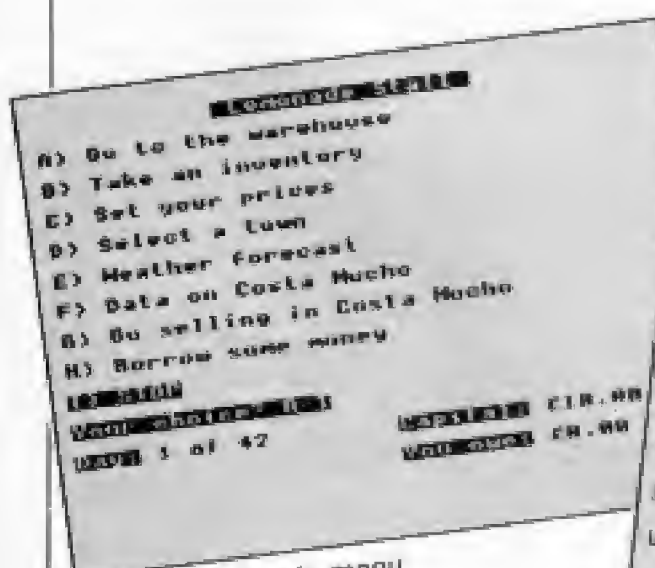 Lemonade Stall
A) Go to the warehouse
B) Take an inventory
C) Set your prices
D) Select a town
E) Weather forecast
F) Data on Costa Mucho
G) Go selling in Costa Mucho
H) Borrow some money
Your choice?
Day: 1 of 42
Capital: £10.00
You owe: £0.00